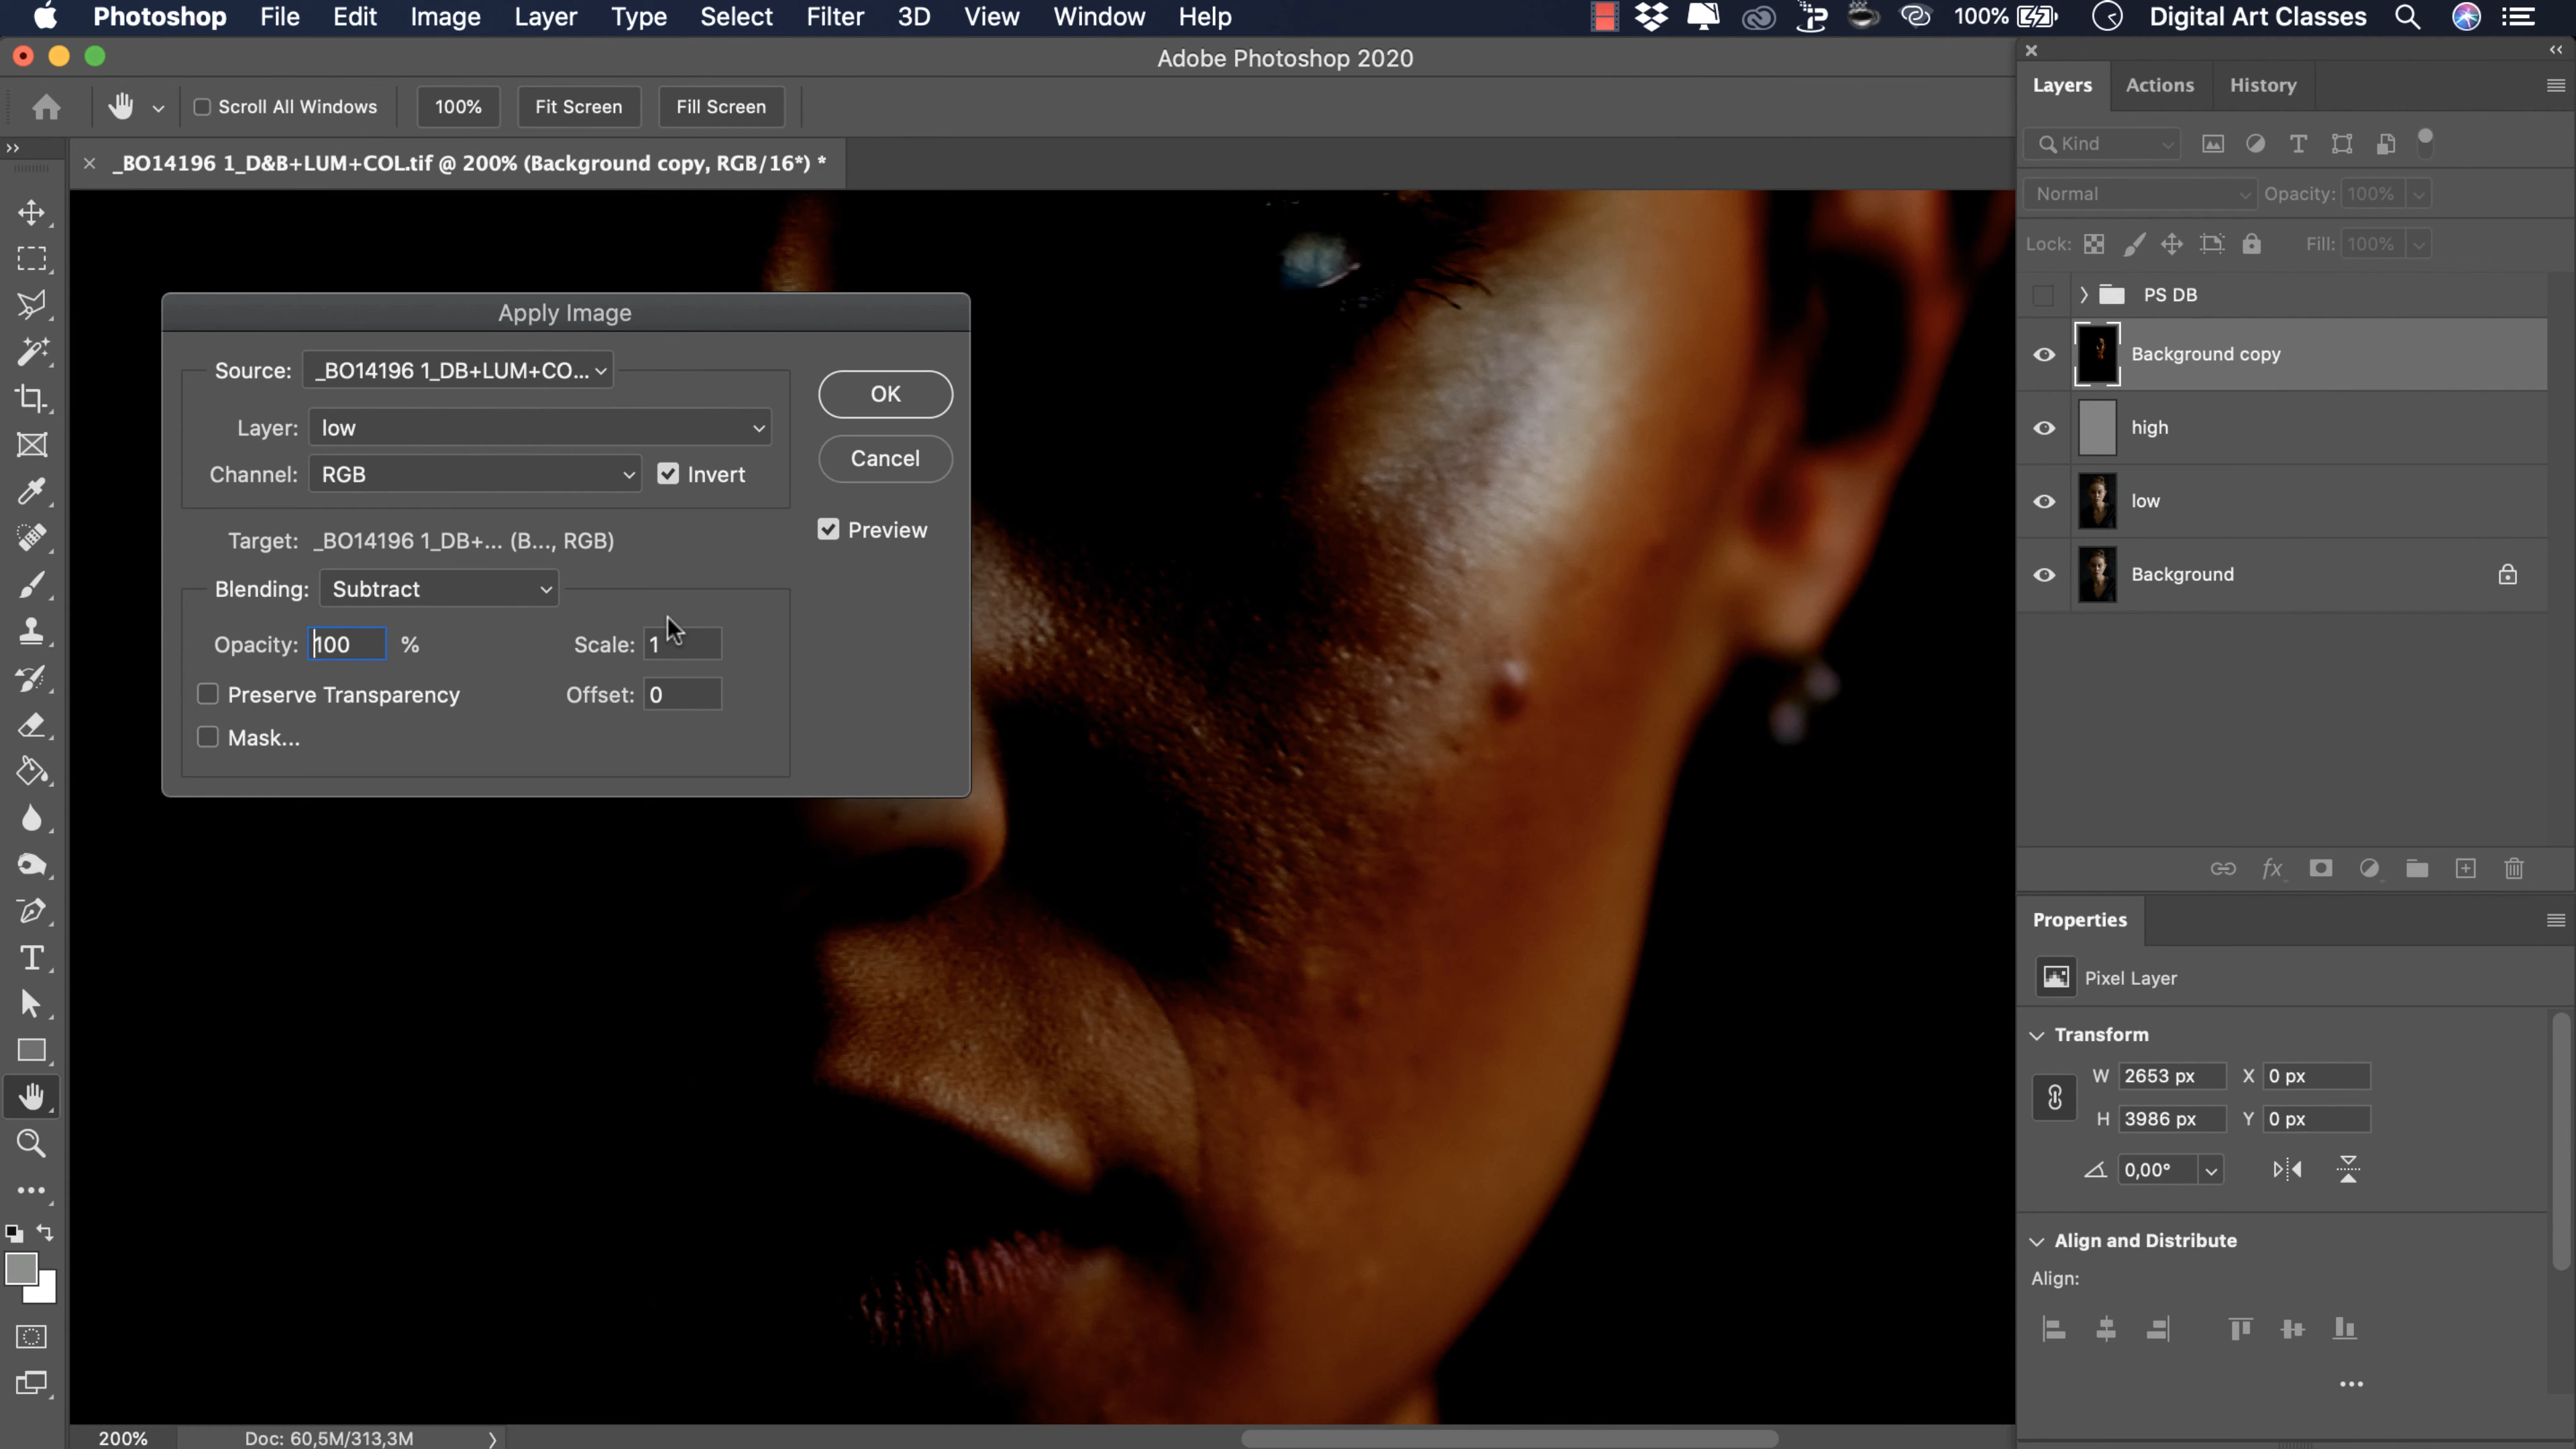 Photoshop File Edit Image Layer Type Select Filter 3D View Window Help 100% Digital Art Classes
Adobe Photoshop 2020
Scroll All Windows 100% Fit Screen Fill Screen
_BO14196 1_D&B+LUM+COL.tif @ 200% (Background copy, RGB/16*) *
Apply Image
Source: _BO14196 1_DB+LUM+CO...
Layer: low
Channel: RGB Invert
Target: _BO14196 1_DB+... (B..., RGB)
Blending: Subtract
Opacity: 100 % Scale: 1
Preserve Transparency Offset: 0
Mask...
OK
Cancel
Preview
Layers Actions History
Kind
Normal Opacity: 100%
Lock: Fill: 100%
PS DB
Background copy
high
low
Background
fx
Properties
Pixel Layer
Transform
W 2653 px X 0 px
H 3986 px Y 0 px
0,00°
Align and Distribute
Align:
200% Doc: 60,5M/313,3M